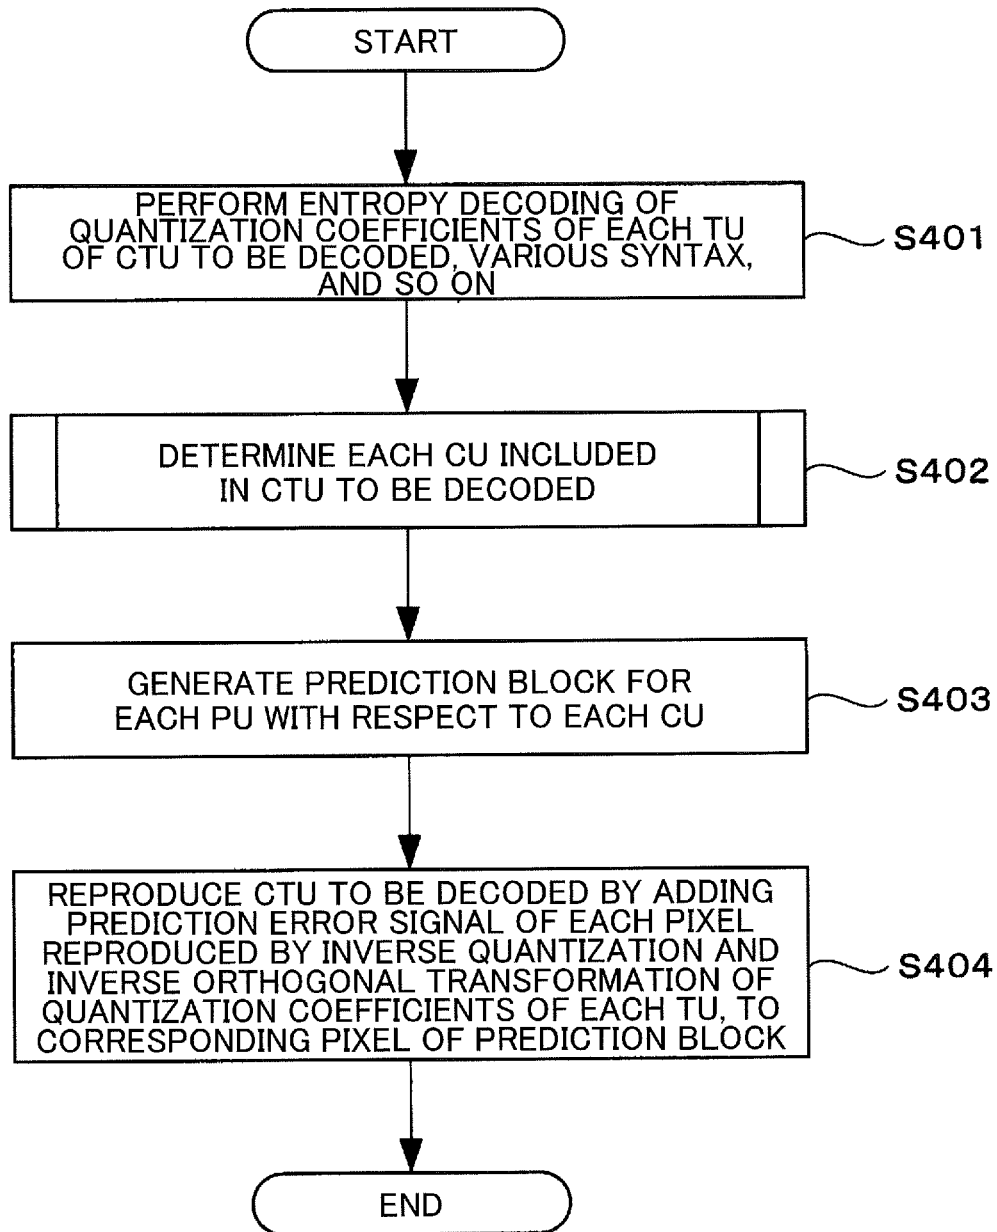 START
PERFORM ENTROPY DECODING OF
QUANTIZATION COEFFICIENTS OF EACH TU
OF CTU TO BE DECODED, VARIOUS SYNTAX,
AND SO ON
S401
DETERMINE EACH CU INCLUDED
IN CTU TO BE DECODED
S402
GENERATE PREDICTION BLOCK FOR
EACH PU WITH RESPECT TO EACH CU
S403
REPRODUCE CTU TO BE DECODED BY ADDING
PREDICTION ERROR SIGNAL OF EACH PIXEL
REPRODUCED BY INVERSE QUANTIZATION AND
INVERSE ORTHOGONAL TRANSFORMATION OF
QUANTIZATION COEFFICIENTS OF EACH TU, TO
CORRESPONDING PIXEL OF PREDICTION BLOCK
S404
END